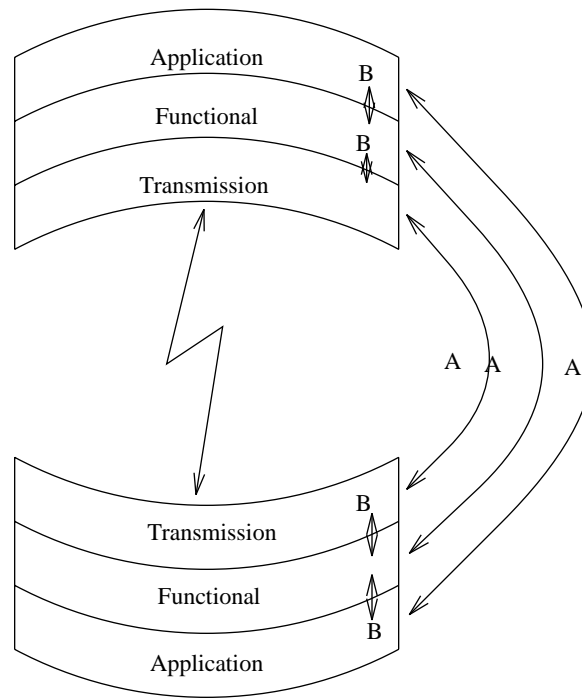 Application
B
Functional
B
Transmission
A A A
B
Transmission
Functional
B
Application